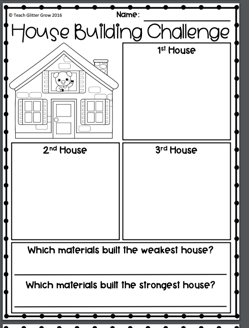 © Teach Glitter Grow 2016
Name:
House Building Challenge
1st House
2nd House
3rd House
Which materials built the weakest house?
Which materials built the strongest house?